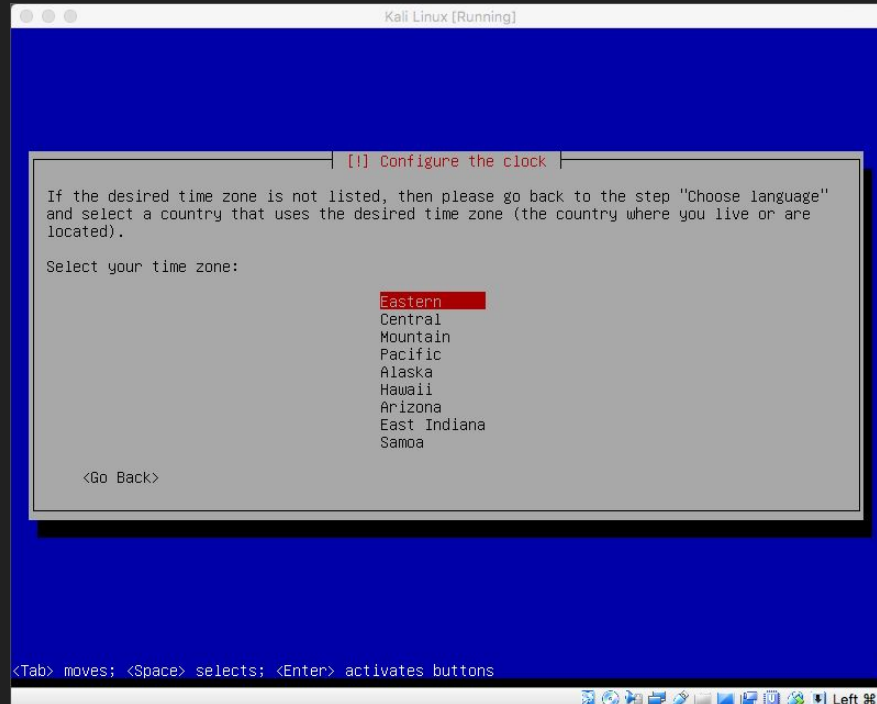 Kali Linux [Running]
[!] Configure the clock
If the desired time zone is not listed, then please go back to the step "Choose language"
and select a country that uses the desired time zone (the country where you live or are
located).
Select your time zone:
Eastern
Central
Mountain
Pacific
Alaska
Hawaii
Arizona
East Indiana
Samoa
<Go Back>
<Tab> moves; <Space> selects; <Enter> activates buttons
Left ⌘